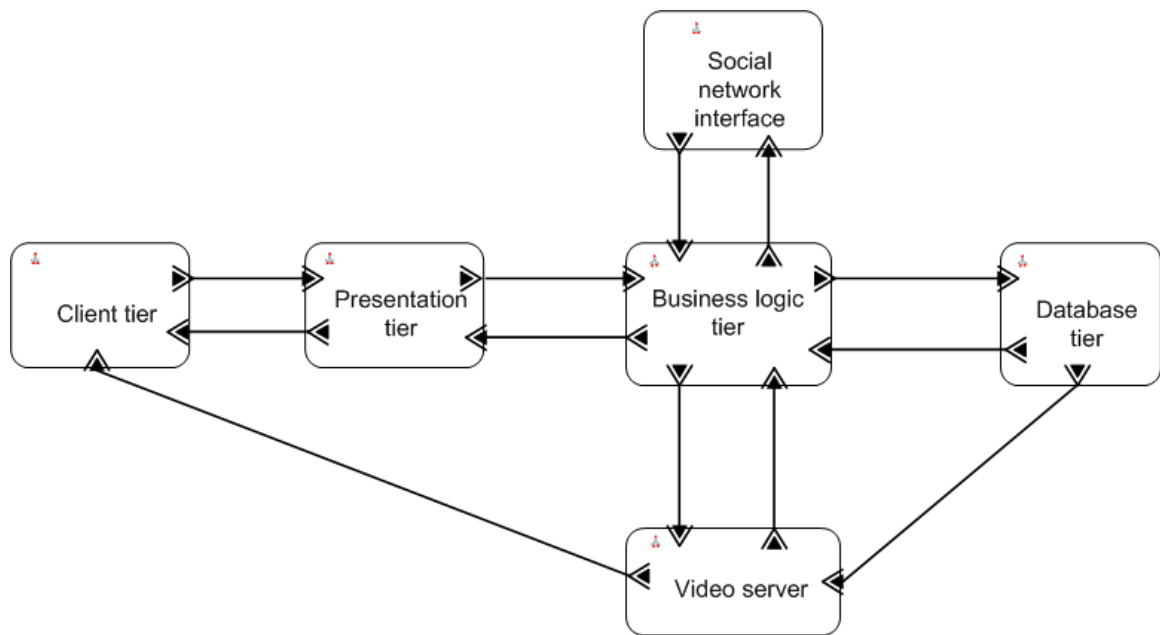 Social
network
interface
Client tier
Presentation
tier
Business logic
tier
Database
tier
Video server